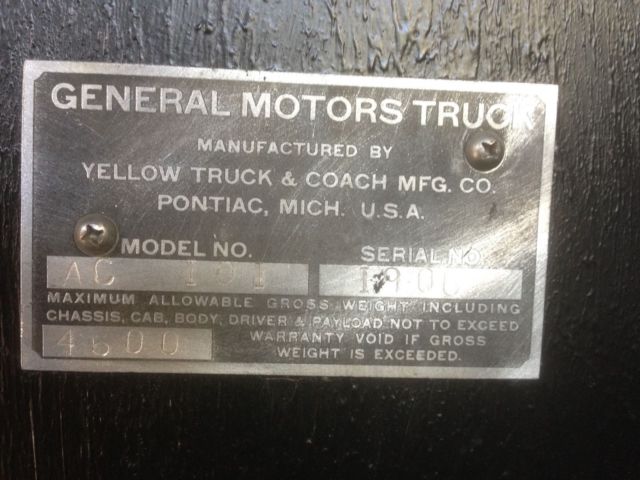 GENERAL MOTORS TRUCK
MANUFACTURED BY
YELLOW TRUCK & COACH MFG. CO.
PONTIAC, MICH. U.S.A.
MODEL NO. SERIAL NO.
AC 101
MAXIMUM ALLOWABLE GROSS WEIGHT INCLUDING
CHASSIS, CAB, BODY, DRIVER & PAYLOAD NOT TO EXCEED
4600 WARRANTY VOID IF GROSS
WEIGHT IS EXCEEDED.